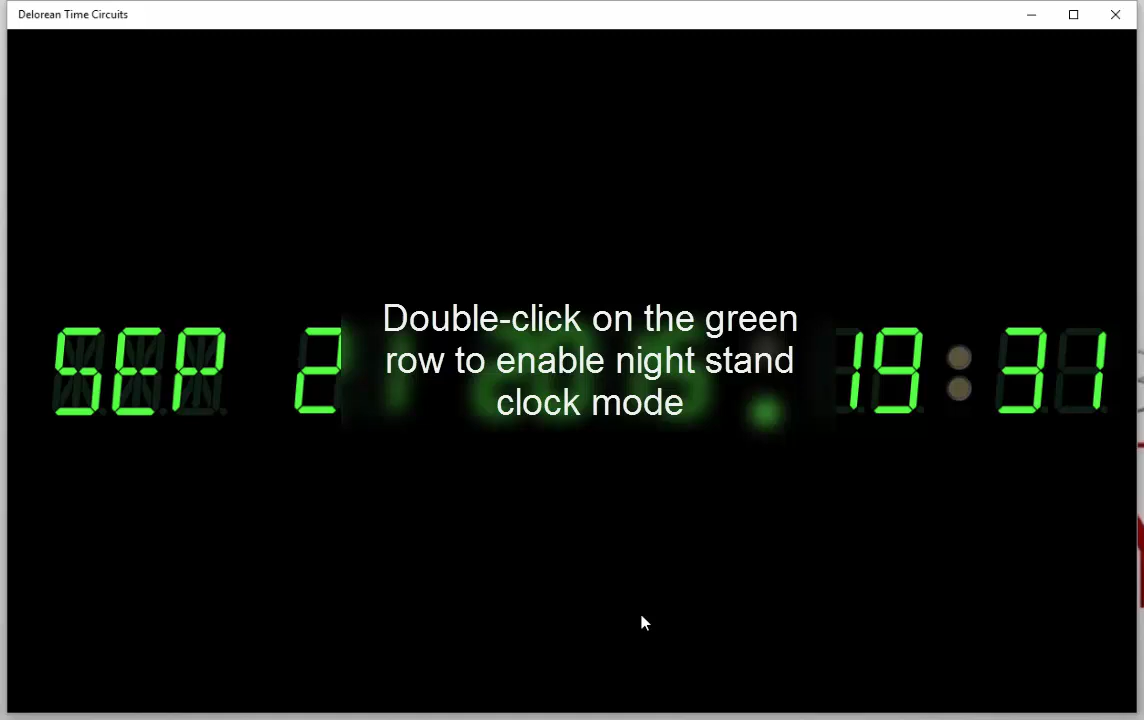 Delorean Time Circuits
Double-click on the green
row to enable night stand
clock mode
SEP 2
19:31